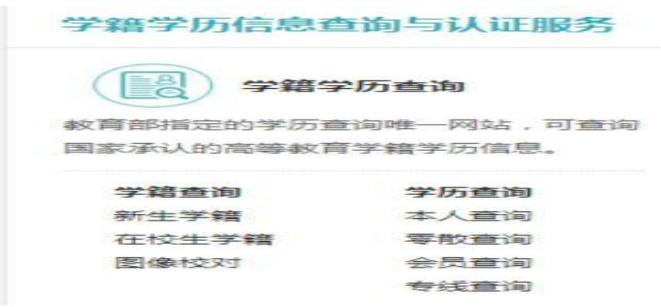 学籍学历信息查询与认证服务
学籍学历查询
教育部指定的学历查询唯一网站，可查询
国家承认的高等教育学籍学历信息。
学籍查询 学历查询
新生学籍 本人查询
在校生学籍 零散查询
图像校对 会员查询
专线查询